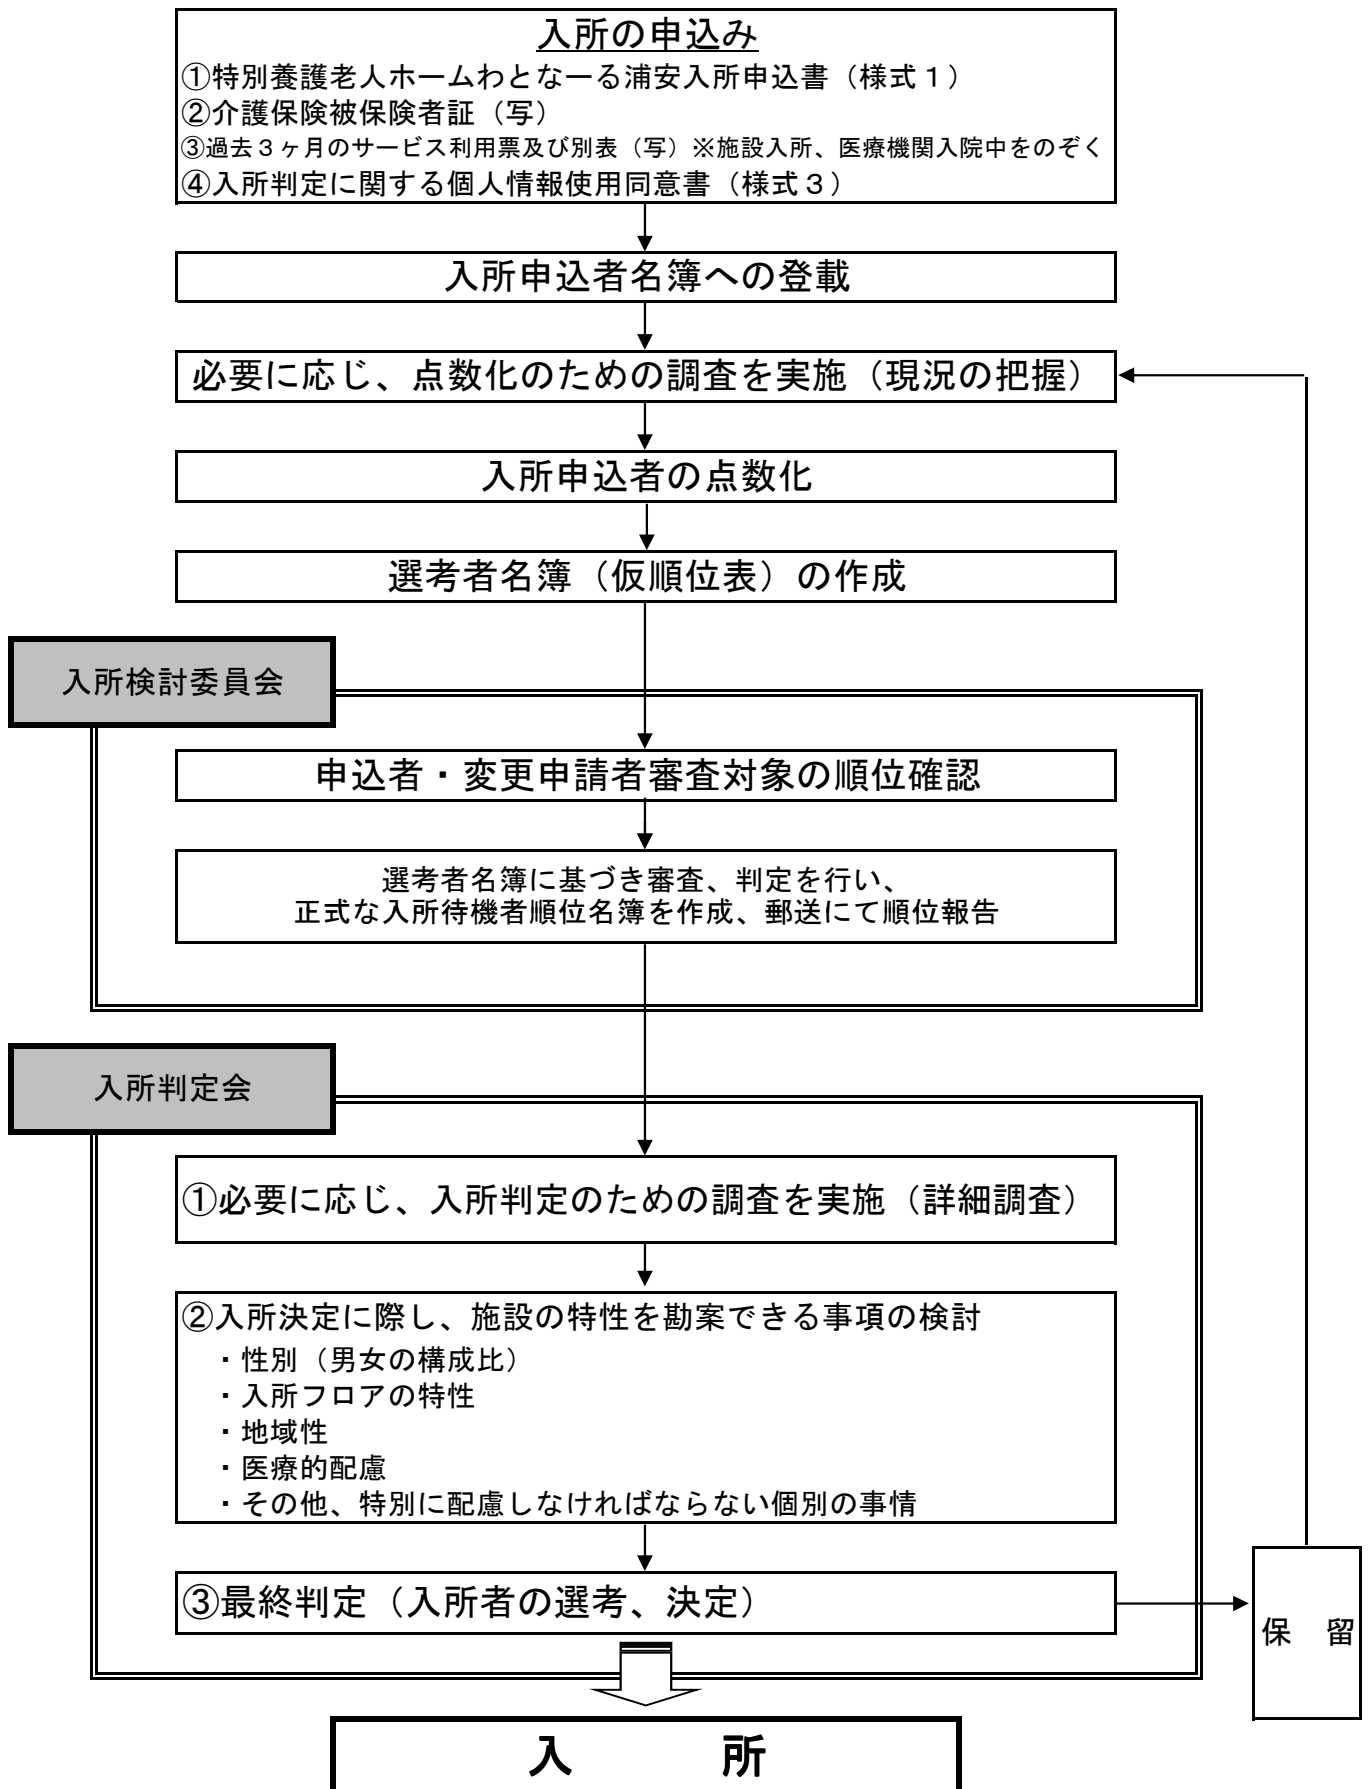 入所の申込み
①特別養護老人ホームわとなーる浦安入所申込書（様式１）
②介護保険被保険者証（写）
③過去３ヶ月のサービス利用票及び別表（写）※施設入所、医療機関入院中をのぞく
④入所判定に関する個人情報使用同意書（様式３）
入所申込者名簿への登載
必要に応じ、点数化のための調査を実施（現況の把握）
入所申込者の点数化
選考者名簿（仮順位表）の作成
入所検討委員会
申込者・変更申請者審査対象の順位確認
選考者名簿に基づき審査、判定を行い、
正式な入所待機者順位名簿を作成、郵送にて順位報告
入所判定会
①必要に応じ、入所判定のための調査を実施（詳細調査）
②入所決定に際し、施設の特性を勘案できる事項の検討
・性別（男女の構成比）
・入所フロアの特性
・地域性
・医療的配慮
・その他、特別に配慮しなければならない個別の事情
③最終判定（入所者の選考、決定）
保　留
入　　所